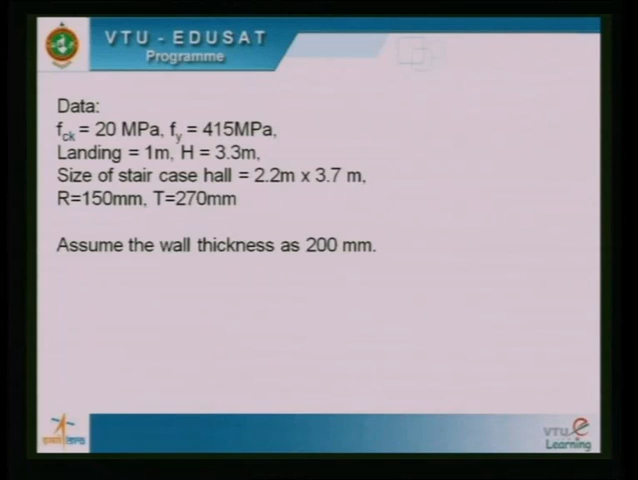 VTU - EDUSAT
Programme
Data:
fck = 20 MPa, fy = 415MPa,
Landing = 1m, H = 3.3m,
Size of stair case hall = 2.2m x 3.7 m,
R=150mm, T=270mm
Assume the wall thickness as 200 mm.
VTU e
Learning